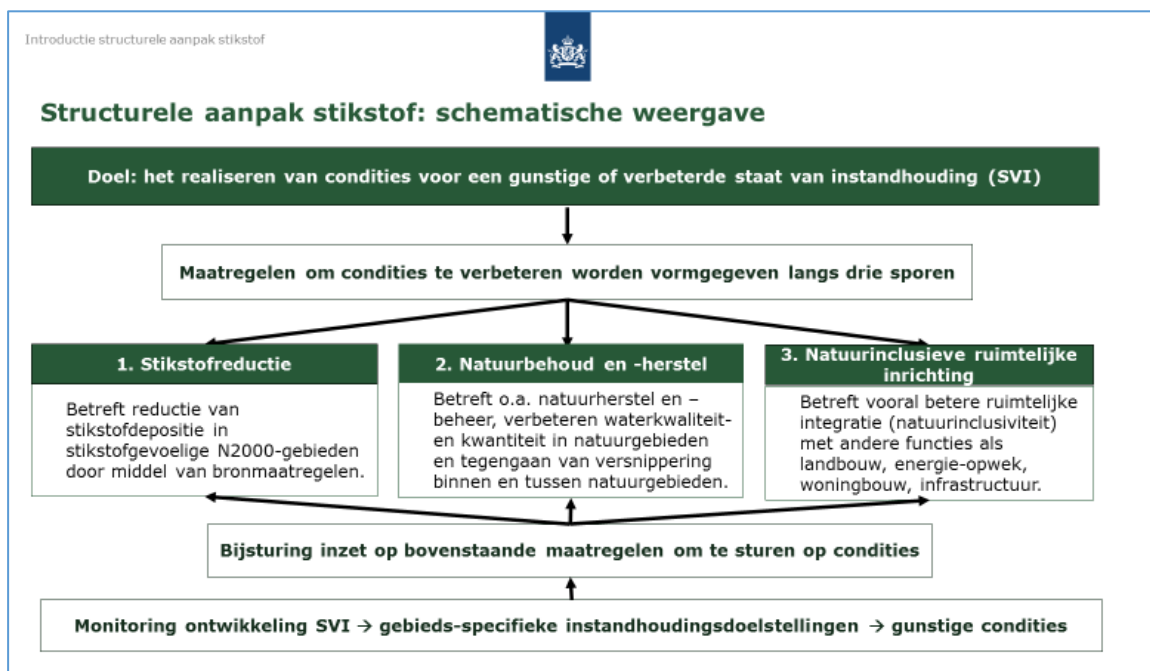 Introductie structurele aanpak stikstof
Structurele aanpak stikstof: schematische weergave
Doel: het realiseren van condities voor een gunstige of verbeterde staat van instandhouding (SVI)
Maatregelen om condities te verbeteren worden vormgegeven langs drie sporen
1. Stikstofreductie
Betreft reductie van
stikstofdepositie in
stikstofgevoelige N2000-gebieden
door middel van bronmaatregelen.
2. Natuurbehoud en -herstel
Betreft o.a. natuurherstel en –
beheer, verbeteren waterkwaliteit-
en kwantiteit in natuurgebieden
en tegengaan van versnippering
binnen en tussen natuurgebieden.
3. Natuurinclusieve ruimtelijke
inrichting
Betreft vooral betere ruimtelijke
integratie (natuurinclusiviteit)
met andere functies als
landbouw, energie-opwek,
woningbouw, infrastructuur.
Bijsturing inzet op bovenstaande maatregelen om te sturen op condities
Monitoring ontwikkeling SVI → gebieds-specifieke instandhoudingsdoelstellingen → gunstige condities